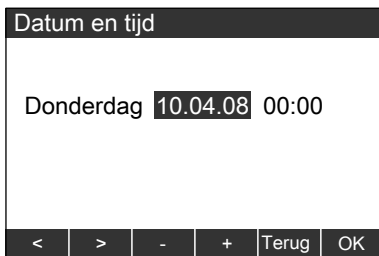 Datum en tijd
Donderdag 10.04.08 00:00
< > - + Terug OK